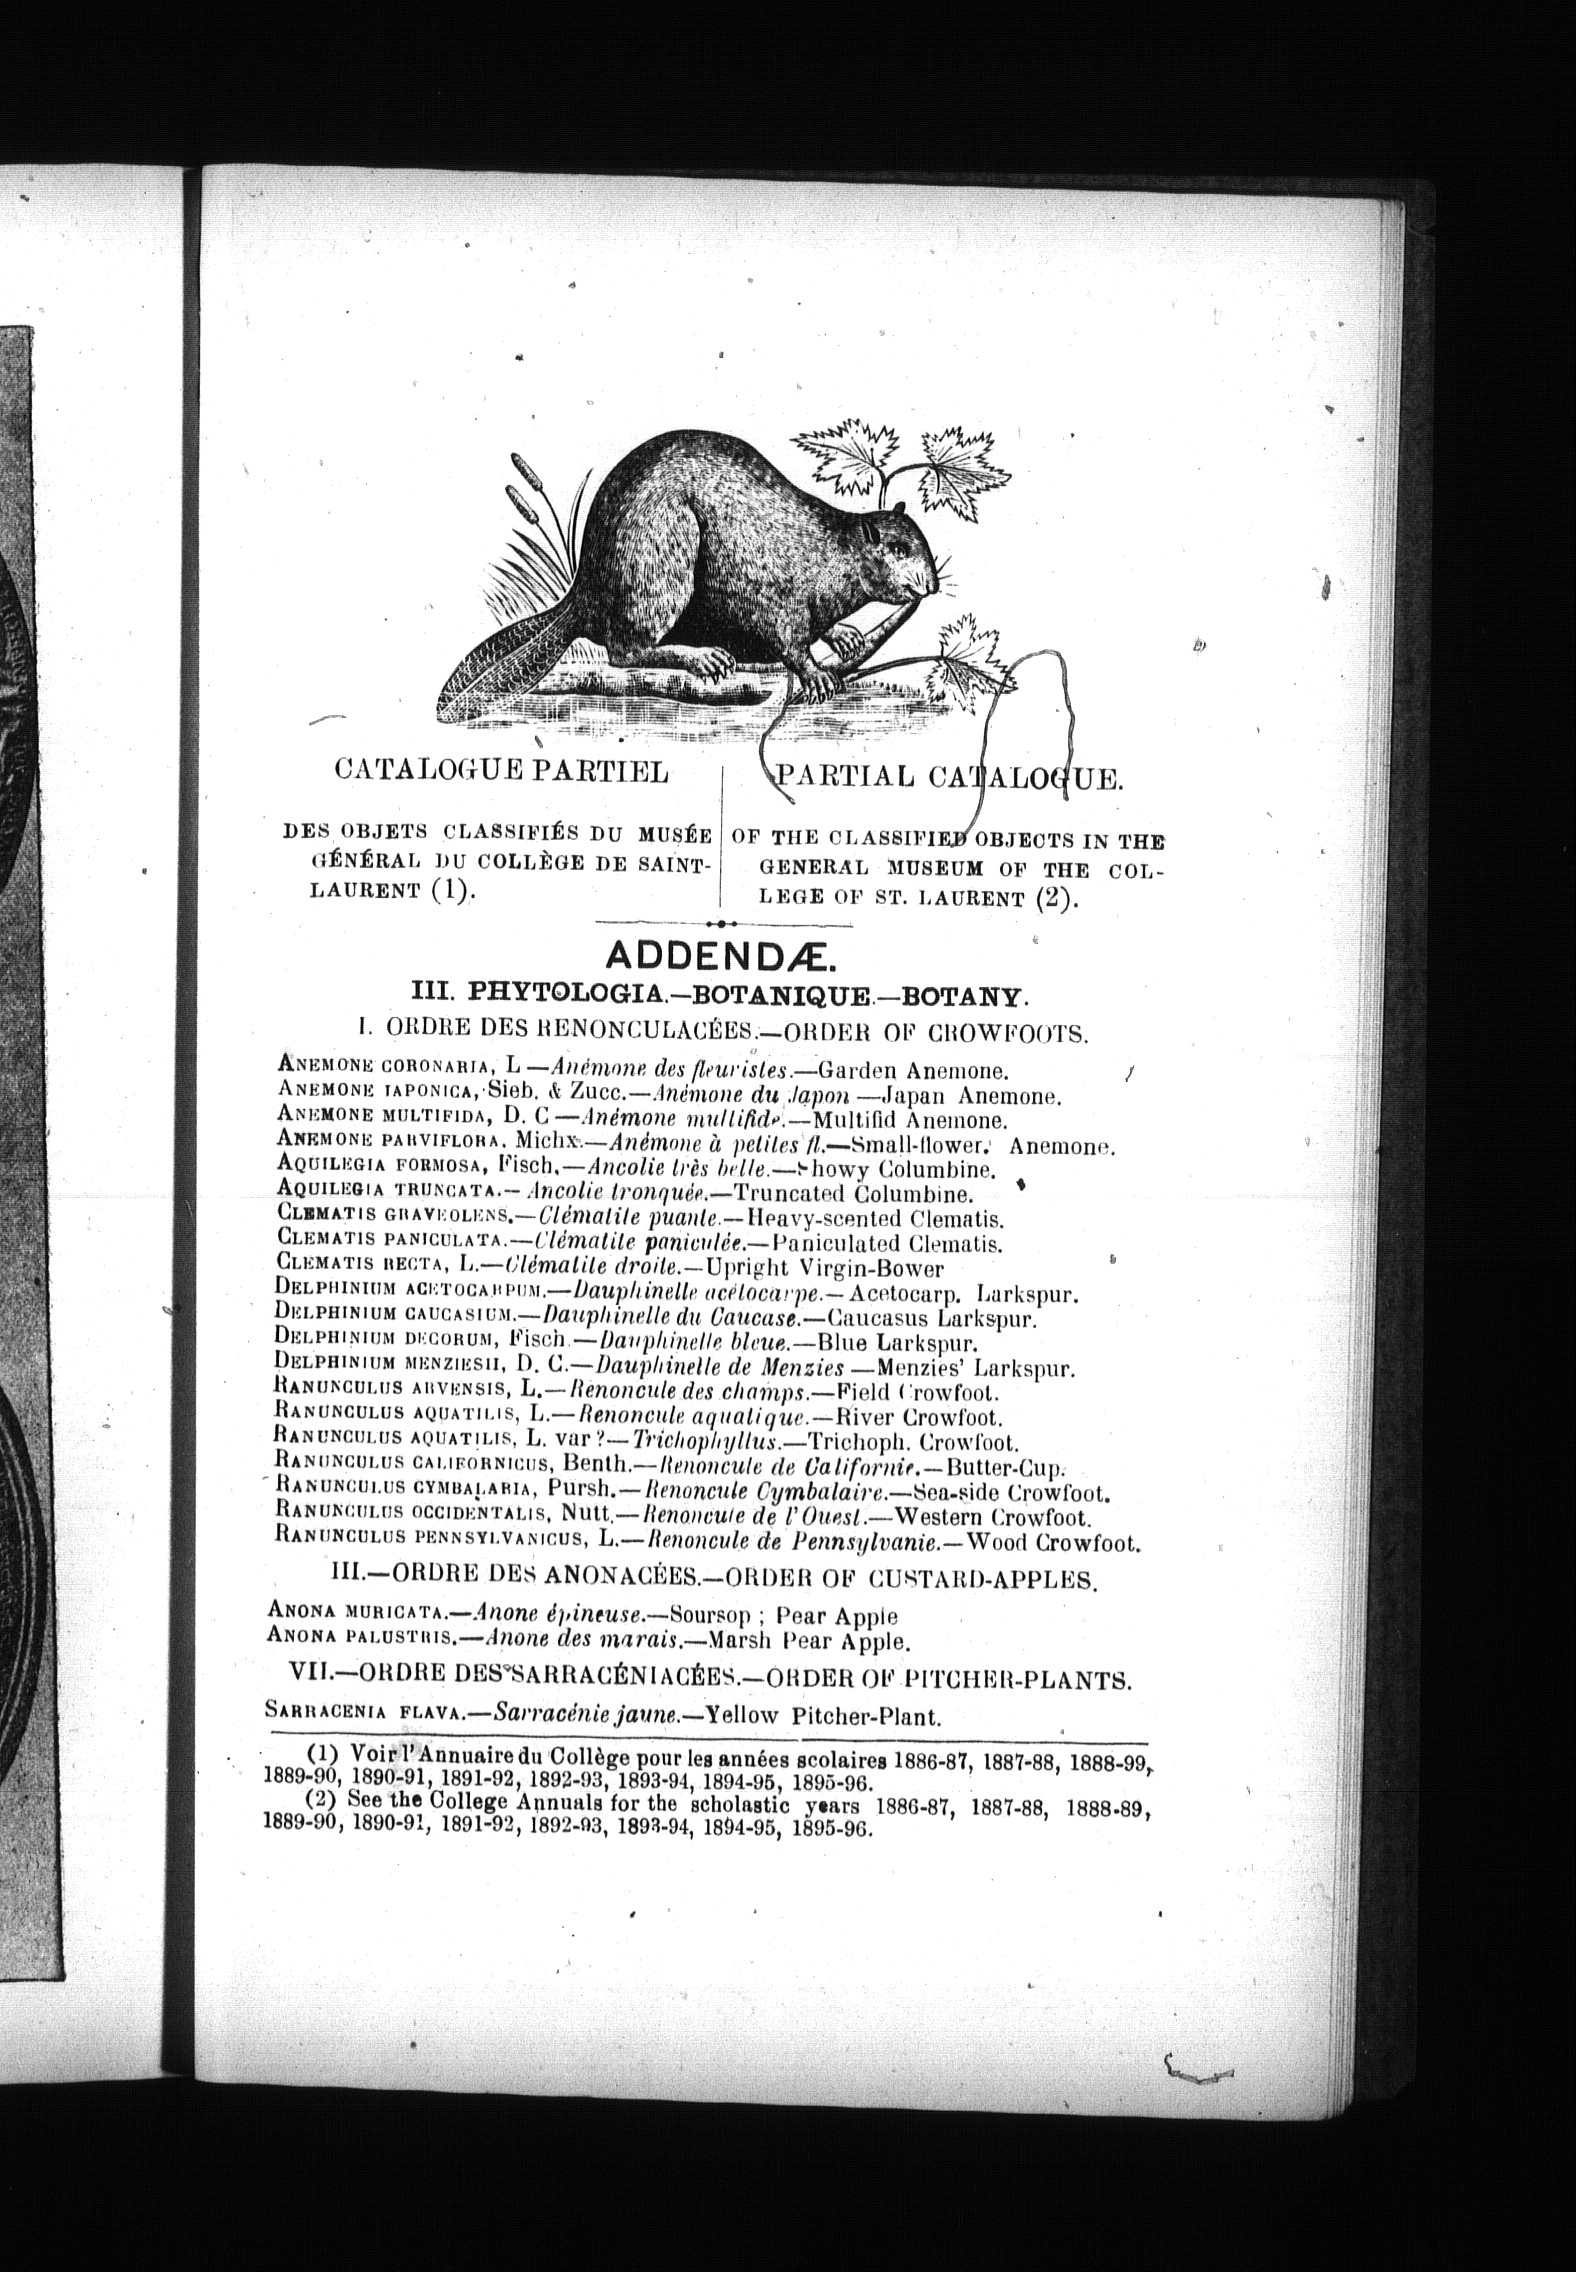 CATALOGUE PARTIEL
DES OBJETS CLASSIFIÉS DU MUSÉE
GÉNÉRAL DU COLLÈGE DE SAINT-
LAURENT (1).
PARTIAL CATALOGUE.
OF THE CLASSIFIED OBJECTS IN THE
GENERAL MUSEUM OF THE COL-
LEGE OF ST. LAURENT (2).
ADDENDÆ.
III. PHYTOLOGIA.—BOTANIQUE.—BOTANY.
I. ORDRE DES RENONCULACÉES.—ORDER OF CROWFOOTS.
ANEMONE CORONARIA, L —Anémone des fleuristes.—Garden Anemone.
ANEMONE IAPONICA, Sieb. & Zucc.—Anémone du Japon —Japan Anemone.
ANEMONE MULTIFIDA, D. C —Anémone multifide.—Multifid Anemone.
ANEMONE PARVIFLORA. Michx.—Anémone à petites fl.—Small-flower. Anemone.
AQUILEGIA FORMOSA, Fisch.—Ancolie très belle.—Showy Columbine.
AQUILEGIA TRUNCATA.—Ancolie tronquée.—Truncated Columbine.
CLEMATIS GRAVEOLENS.—Clématite puante.—Heavy-scented Clematis.
CLEMATIS PANICULATA.—Clématite paniculée.—Paniculated Clematis.
CLEMATIS RECTA, L.—Clématite droite.—Upright Virgin-Bower
DELPHINIUM ACETOCARPUM.—Dauphinelle acétocarpe.—Acetocarp. Larkspur.
DELPHINIUM CAUCASIUM.—Dauphinelle du Caucase.—Caucasus Larkspur.
DELPHINIUM DECORUM, Fisch.—Dauphinelle bleue.—Blue Larkspur.
DELPHINIUM MENZIESII, D. C.—Dauphinelle de Menzies —Menzies' Larkspur.
RANUNCULUS ARVENSIS, L.—Renoncule des champs.—Field Crowfoot.
RANUNCULUS AQUATILIS, L.—Renoncule aquatique.—River Crowfoot.
RANUNCULUS AQUATILIS, L. var ?—Trichophyllus.—Trichoph. Crowfoot.
RANUNCULUS CALIFORNICUS, Benth.—Renoncule de Californie.—Butter-Cup.
RANUNCULUS CYMBALARIA, Pursh.—Renoncule Cymbalaire.—Sea-side Crowfoot.
RANUNCULUS OCCIDENTALIS, Nutt.—Renoncule de l'Ouest.—Western Crowfoot.
RANUNCULUS PENNSYLVANICUS, L.—Renoncule de Pennsylvanie.—Wood Crowfoot.
III.—ORDRE DES ANONACÉES.—ORDER OF CUSTARD-APPLES.
ANONA MURICATA.—Anone épineuse.—Soursop ; Pear Apple
ANONA PALUSTRIS.—Anone des marais.—Marsh Pear Apple.
VII.—ORDRE DES SARRACÉNIACÉES.—ORDER OF PITCHER-PLANTS.
SARRACENIA FLAVA.—Sarracénie jaune.—Yellow Pitcher-Plant.
(1) Voir l'Annuaire du Collège pour les années scolaires 1886-87, 1887-88, 1888-99,
1889-90, 1890-91, 1891-92, 1892-93, 1893-94, 1894-95, 1895-96.
(2) See the College Annuals for the scholastic years 1886-87, 1887-88, 1888-89,
1889-90, 1890-91, 1891-92, 1892-93, 1893-94, 1894-95, 1895-96.